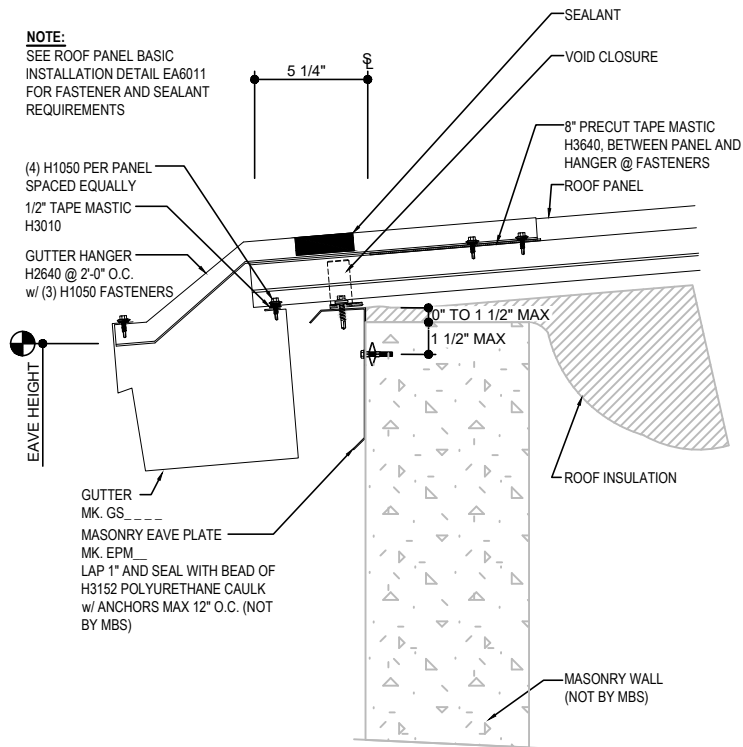 NOTE:
SEE ROOF PANEL BASIC
INSTALLATION DETAIL EA6011
FOR FASTENER AND SEALANT
REQUIREMENTS
5 1/4"
SL
SEALANT
VOID CLOSURE
8" PRECUT TAPE MASTIC
H3640, BETWEEN PANEL AND
HANGER @ FASTENERS
ROOF PANEL
(4) H1050 PER PANEL
SPACED EQUALLY
1/2" TAPE MASTIC
H3010
GUTTER HANGER
H2640 @ 2'-0" O.C.
w/ (3) H1050 FASTENERS
0" TO 1 1/2" MAX
1 1/2" MAX
EAVE HEIGHT
ROOF INSULATION
GUTTER
MK. GS_ _ _ _
MASONRY EAVE PLATE
MK. EPM__
LAP 1" AND SEAL WITH BEAD OF
H3152 POLYURETHANE CAULK
w/ ANCHORS MAX 12" O.C. (NOT
BY MBS)
MASONRY WALL
(NOT BY MBS)